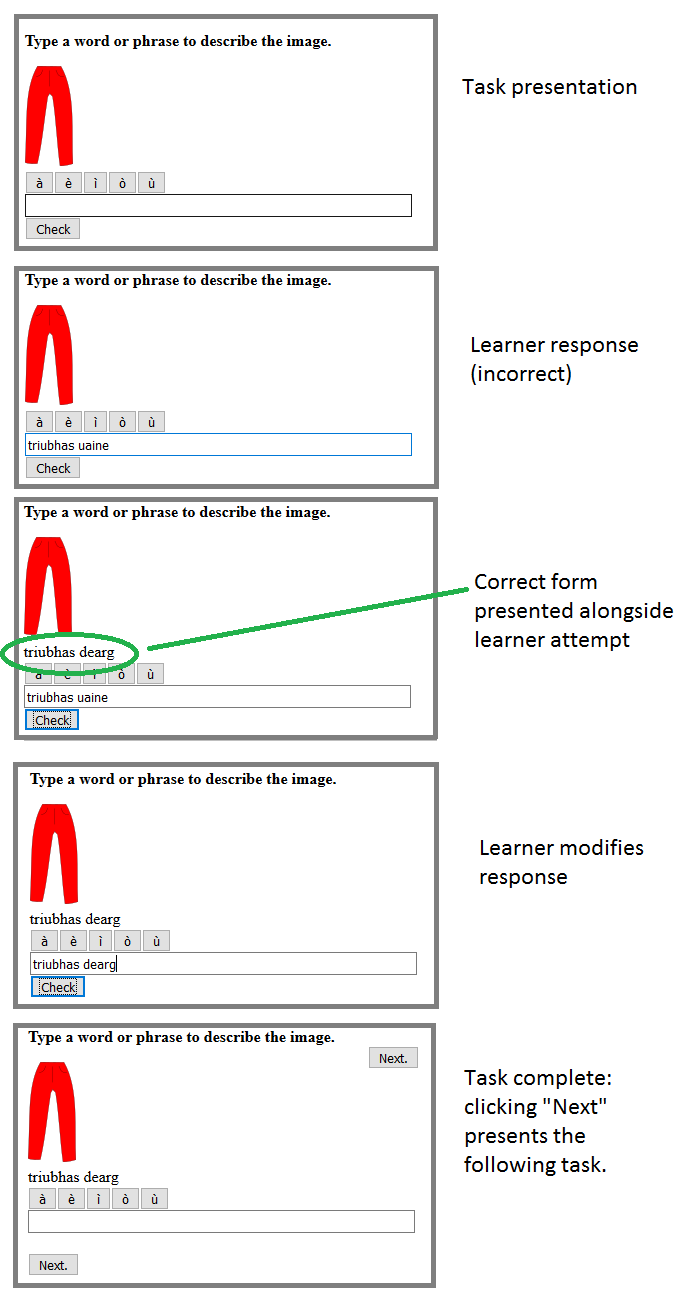 Type a word or phrase to describe the image.
Task presentation
à è ì ò ù
Check
Type a word or phrase to describe the image.
Learner response
(incorrect)
à è ì ò ù
triubhas uaine
Check
Type a word or phrase to describe the image.
Correct form
presented alongside
learner attempt
triubhas dearg
à è ì ò ù
triubhas uaine
Check
Type a word or phrase to describe the image.
Learner modifies
response
triubhas dearg
à è ì ò ù
triubhas dearg
Check
Type a word or phrase to describe the image.
Next.
Task complete:
clicking "Next"
presents the
following task.
triubhas dearg
à è ì ò ù
Next.